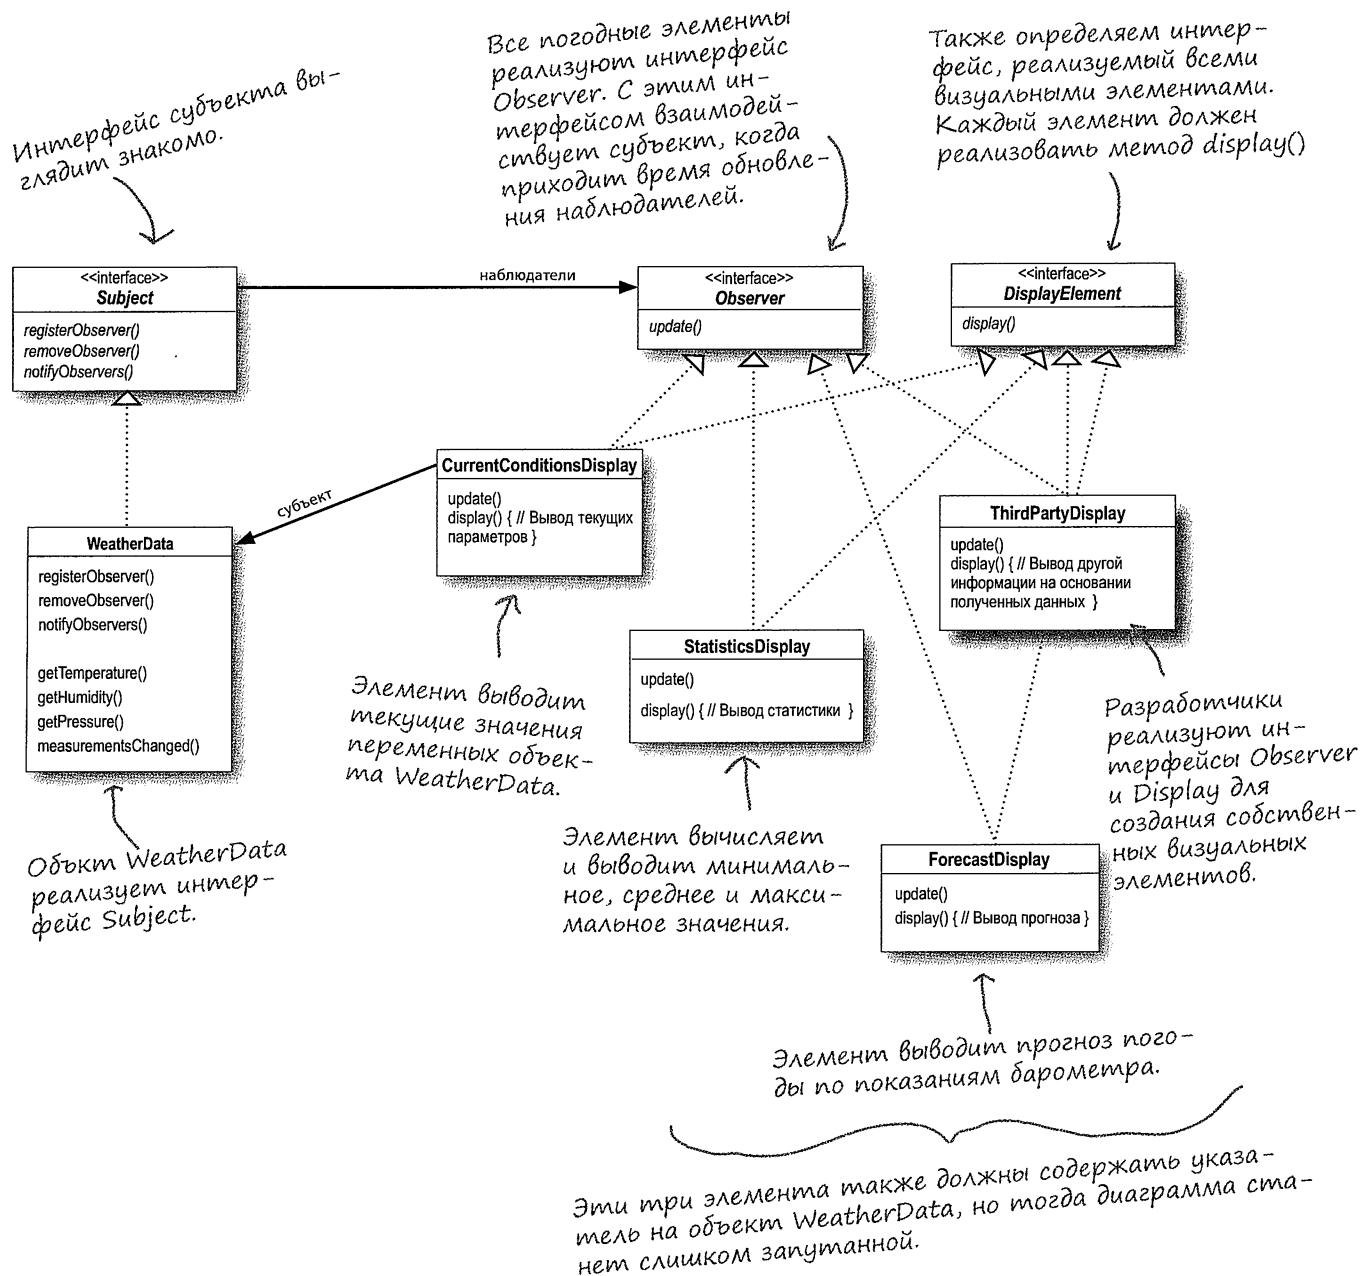 Интерфейс субъекта вы-
глядит знакомо.
Все погодные элементы
реализуют интерфейс
Observer. С этим ин-
терфейсом взаимодей-
ствует субъект, когда
приходит время обновле-
ния наблюдателей.
Также определяем интер-
фейс, реализуемый всеми
визуальными элементами.
Каждый элемент должен
реализовать метод display()
<<interface>>
Subject
registerObserver()
removeObserver()
notifyObservers()
наблюдатели
<<interface>>
Observer
update()
<<interface>>
DisplayElement
display()
субъект
CurrentConditionsDisplay
update()
display() { // Вывод текущих
параметров }
WeatherData
registerObserver()
removeObserver()
notifyObservers()
getTemperature()
getHumidity()
getPressure()
measurementsChanged()
ThirdPartyDisplay
update()
display() { // Вывод другой
информации на основании
полученных данных }
StatisticsDisplay
update()
display() { // Вывод статистики }
Элемент выводит
текущие значения
переменных объек-
та WeatherData.
Разработчики
реализуют ин-
терфейсы Observer
и Display для
создания собствен-
ных визуальных
элементов.
Объкт WeatherData
реализует интер-
фейс Subject.
Элемент вычисляет
и выводит минималь-
ное, среднее и макси-
мальное значения.
ForecastDisplay
update()
display() { // Вывод прогноза }
Элемент выводит прогноз пого-
ды по показаниям барометра.
Эти три элемента также должны содержать указа-
тель на объект WeatherData, но тогда диаграмма ста-
нет слишком запутанной.